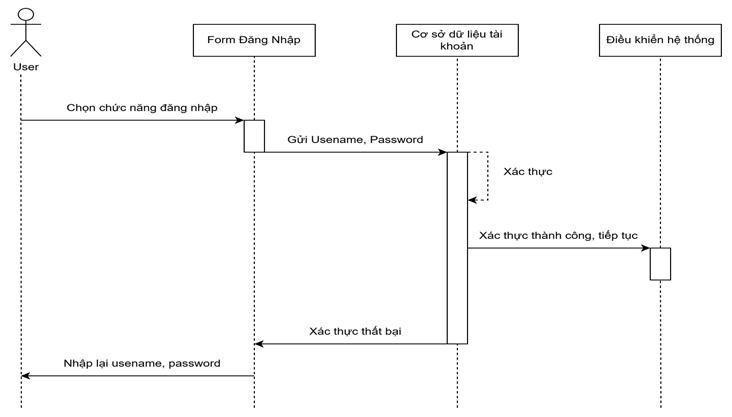 User
Form Đăng Nhập
Cơ sở dữ liệu tài
khoản
Điều khiển hệ thống
Chọn chức năng đăng nhập
Gửi Usename, Password
Xác thực
Xác thực thành công, tiếp tục
Xác thực thất bại
Nhập lại usename, password